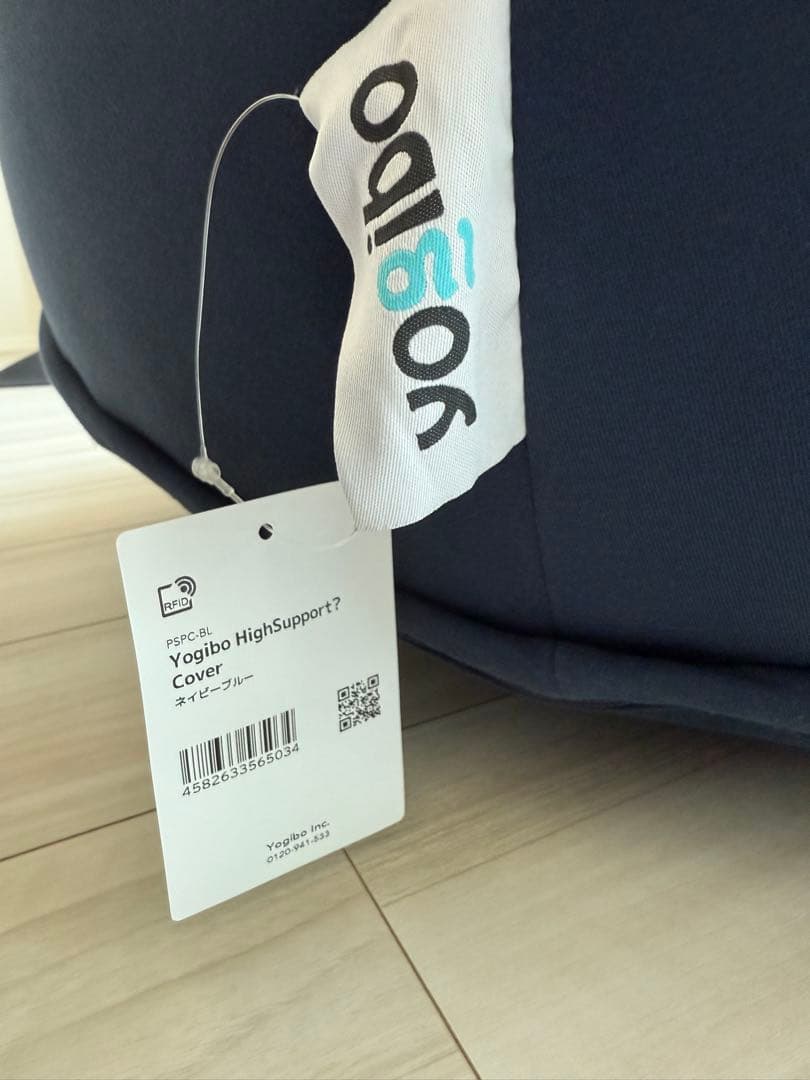 yogibo
RFID
PSPC-BL
Yogibo HighSupport?
Cover
ネイビーブルー
4582633565034
Yogibo Inc.
0120-941-533